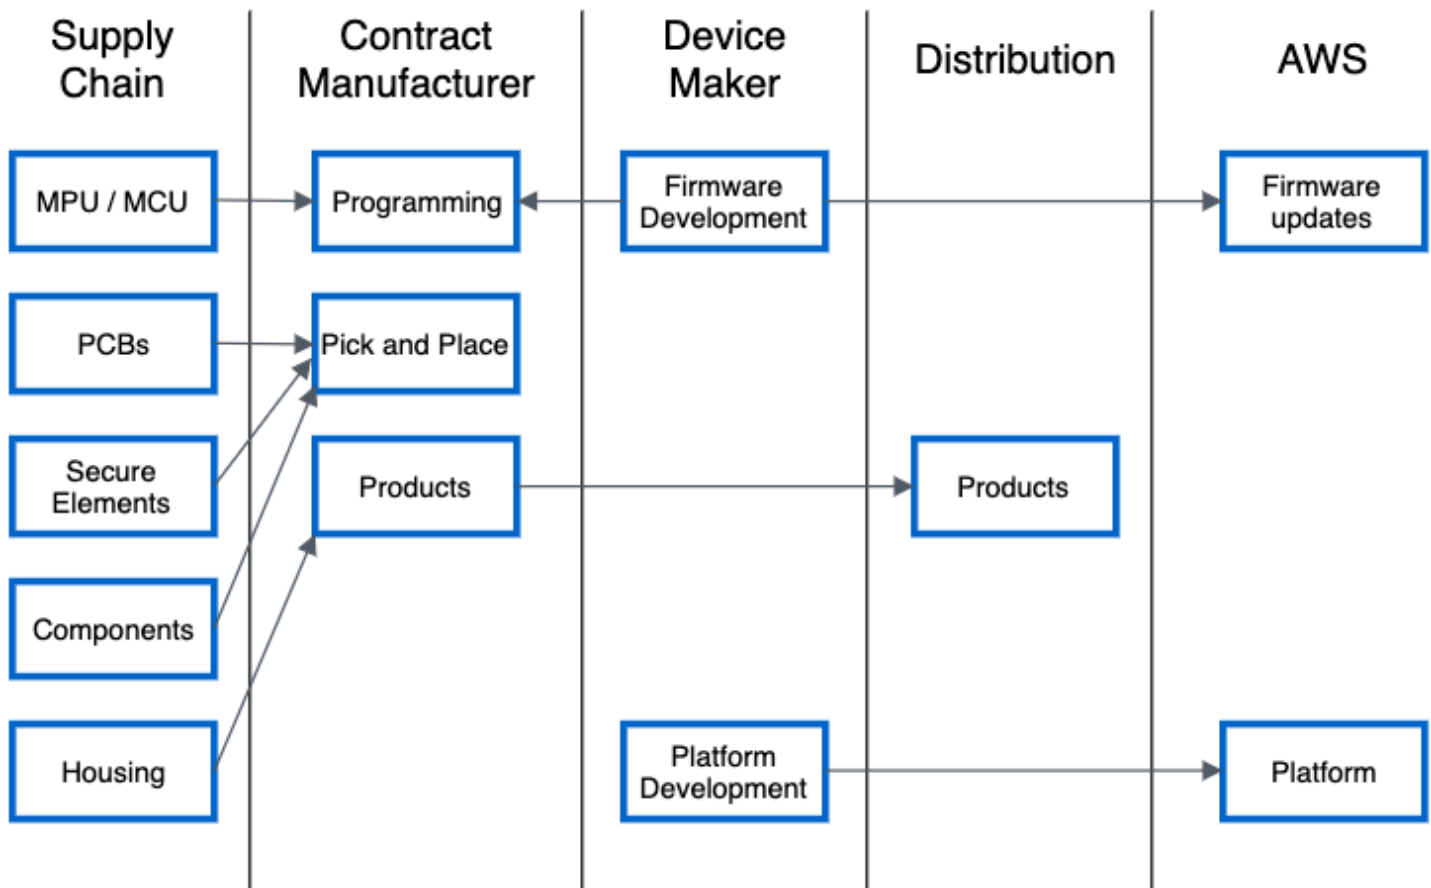 Supply
Chain
Contract
Manufacturer
Device
Maker
Distribution
AWS
MPU / MCU
Programming
Firmware
Development
Firmware
updates
PCBs
Pick and Place
Secure
Elements
Products
Products
Components
Housing
Platform
Development
Platform